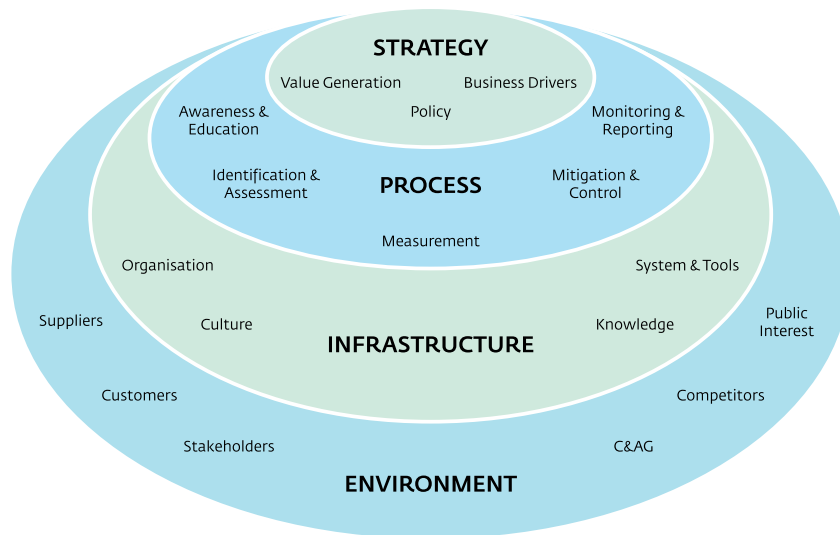 STRATEGY
Value Generation
Business Drivers
Policy
Awareness &
Education
Monitoring &
Reporting
Identification &
Assessment
PROCESS
Mitigation &
Control
Measurement
Organisation
System & Tools
Suppliers
Culture
INFRASTRUCTURE
Knowledge
Public
Interest
Customers
Competitors
Stakeholders
C&AG
ENVIRONMENT